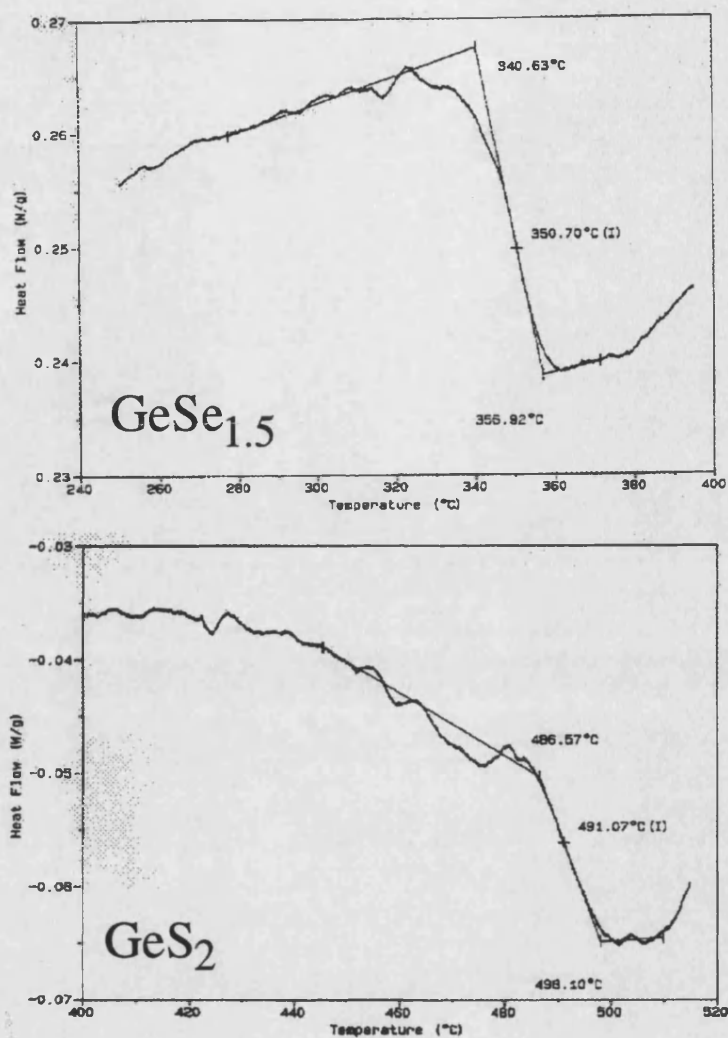 0.27
340.63°C
0.26
350.70°C (I)
0.25
Heat Flow (W/g)
0.24
356.92°C
GeSe1.5
0.23
240 260 280 300 320 340 360 380 400
Temperature (°C)
-0.03
-0.04
486.57°C
-0.05
Heat Flow (W/g)
491.07°C (I)
-0.06
GeS2
498.10°C
-0.07
400 420 440 460 480 500 520
Temperature (°C)